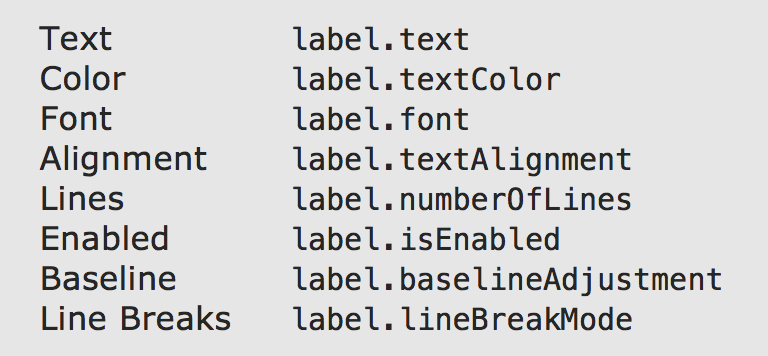 Text label.text
Color label.textColor
Font label.font
Alignment label.textAlignment
Lines label.numberOfLines
Enabled label.isEnabled
Baseline label.baselineAdjustment
Line Breaks label.lineBreakMode